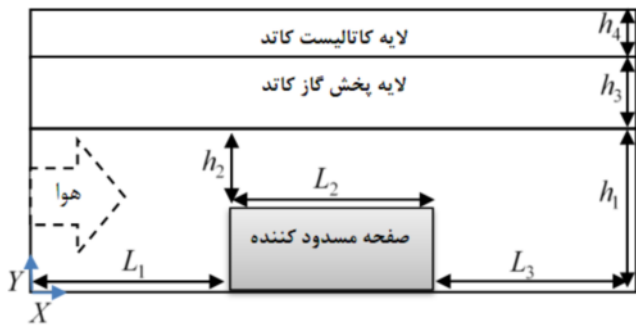 لایه کاتالیست کاتد
h4
لایه پخش گاز کاتد
h3
h2
L2
h1
هوا
صفحه مسدود کننده
L1
L3
Y
X